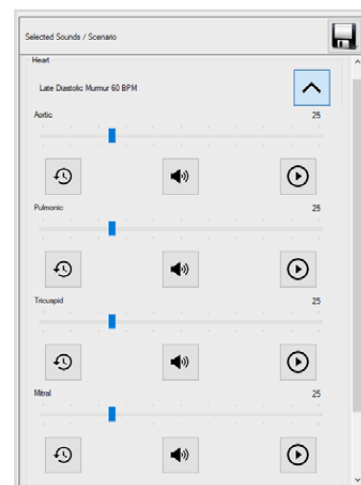 Selected Sounds / Scenario
Heart
Late Diastolic Murmur 60 BPM
Aortic 25
Pulmonic 25
Tricuspid 25
Mitral 25